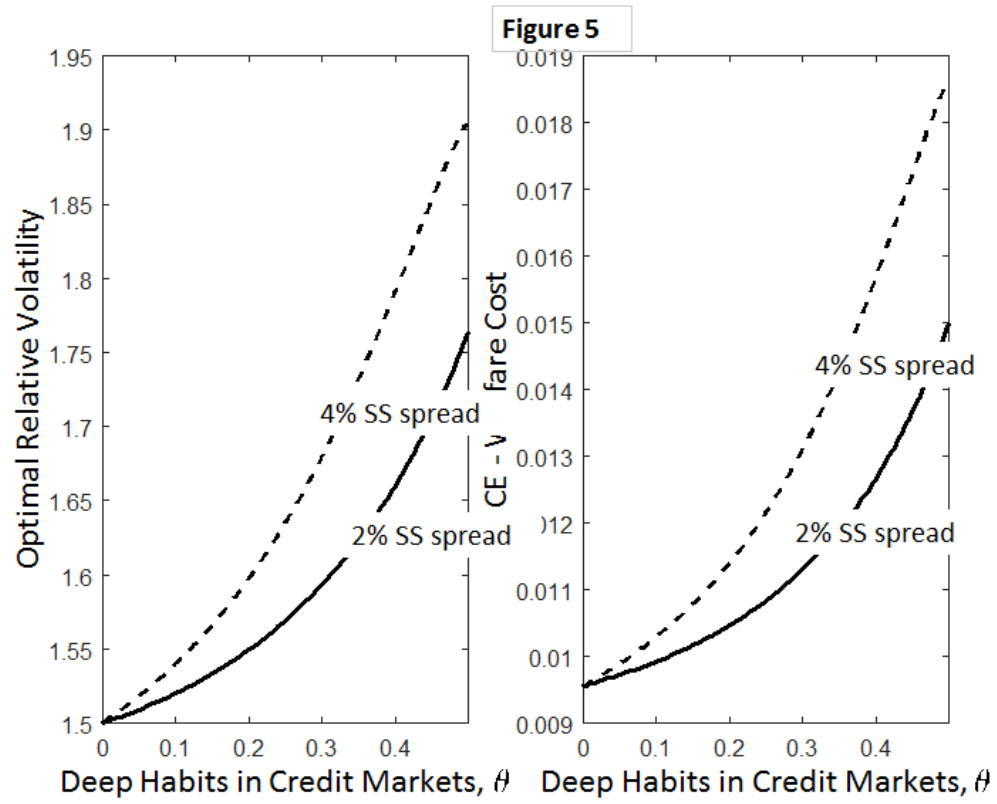 Figure 5
1.95
1.9
1.85
1.8
1.75
1.7
1.65
1.6
1.55
1.5
Optimal Relative Volatility
4% SS spread
2% SS spread
0 0.1 0.2 0.3 0.4
Deep Habits in Credit Markets, θ
0.019
0.018
0.017
0.016
0.015
0.014
0.013
12
0.011
0.01
0.009
CE - fare Cost
4% SS spread
2% SS spread
0 0.1 0.2 0.3 0.4
Deep Habits in Credit Markets, θ